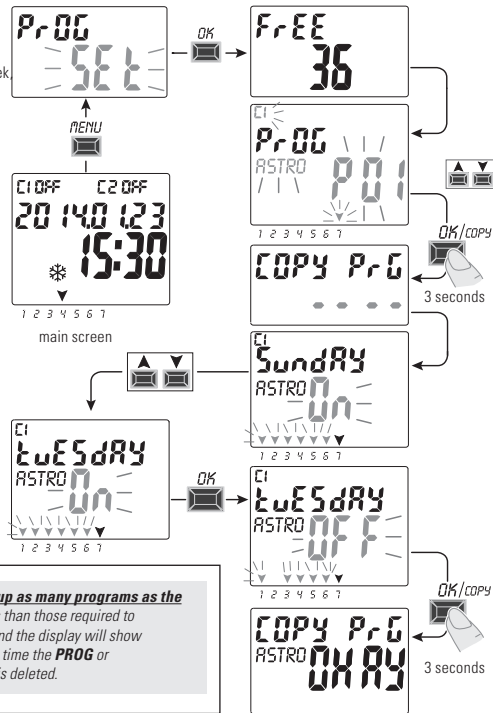 ProG
SEt
ek,
OK
FrEE
36
MENU
C1
ProG
ASTRO
P01
1 2 3 4 5 6 7
C1 OFF C2 OFF
2014.01.23
15:30
1 2 3 4 5 6 7
main screen
OK/COPY
3 seconds
COPY PrG
- - - -
C1
SundAY
ASTRO On
1 2 3 4 5 6 7
C1
tuESdAY
ASTRO On
1 2 3 4 5 6 7
OK
C1
tuESdAY
ASTRO OFF
1 2 3 4 5 6 7
OK/COPY
3 seconds
COPY PrG
ASTRO OKAY
up as many programs as the
than those required to
nd the display will show
time the PROG or
is deleted.